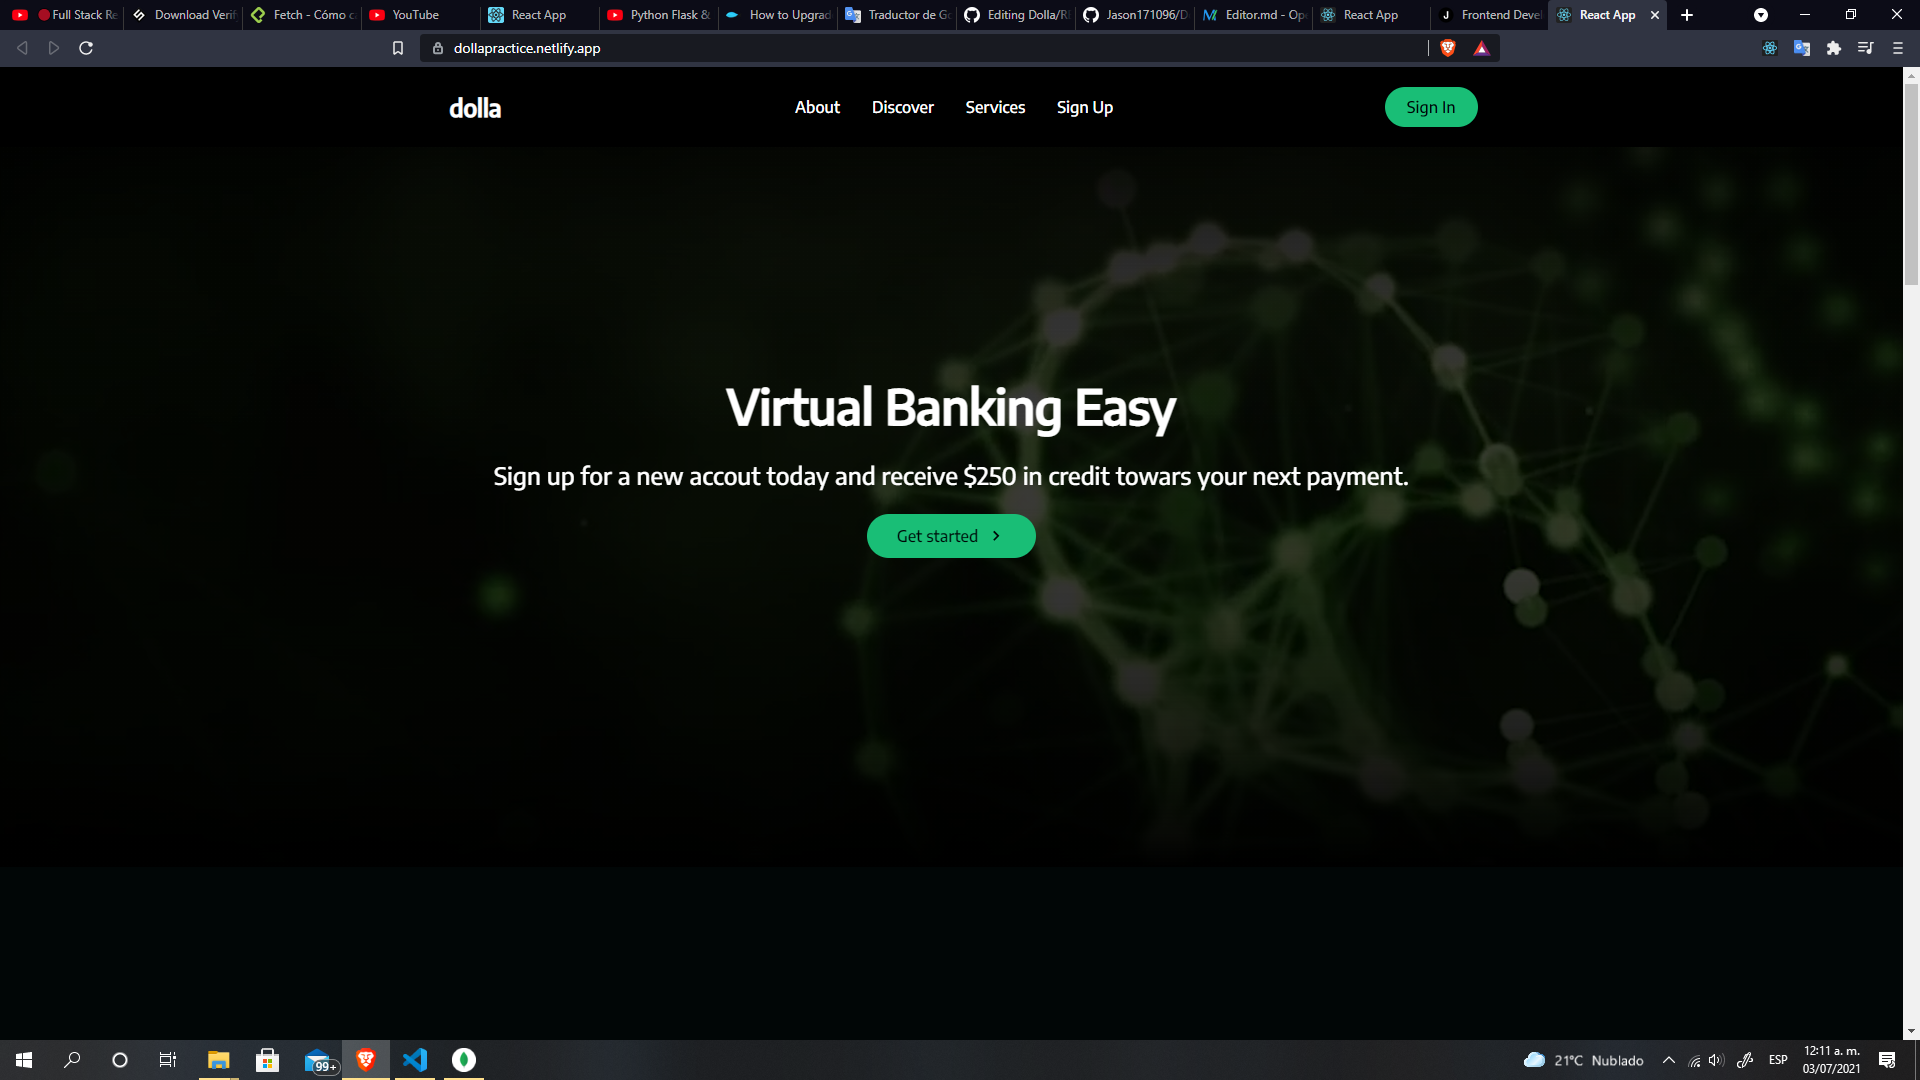 Full Stack Re
Download Verif
Fetch - Cómo c
YouTube
React App
Python Flask &
How to Upgrad
Traductor de Go
Editing Dolla/R
Jason171096/D
Editor.md - Ope
React App
Frontend Devel
React App
dollapractice.netlify.app
dolla
About
Discover
Services
Sign Up
Sign In
Virtual Banking Easy
Sign up for a new accout today and receive $250 in credit towars your next payment.
Get started
99+
21°C Nublado
ESP
12:11 a. m.
03/07/2021